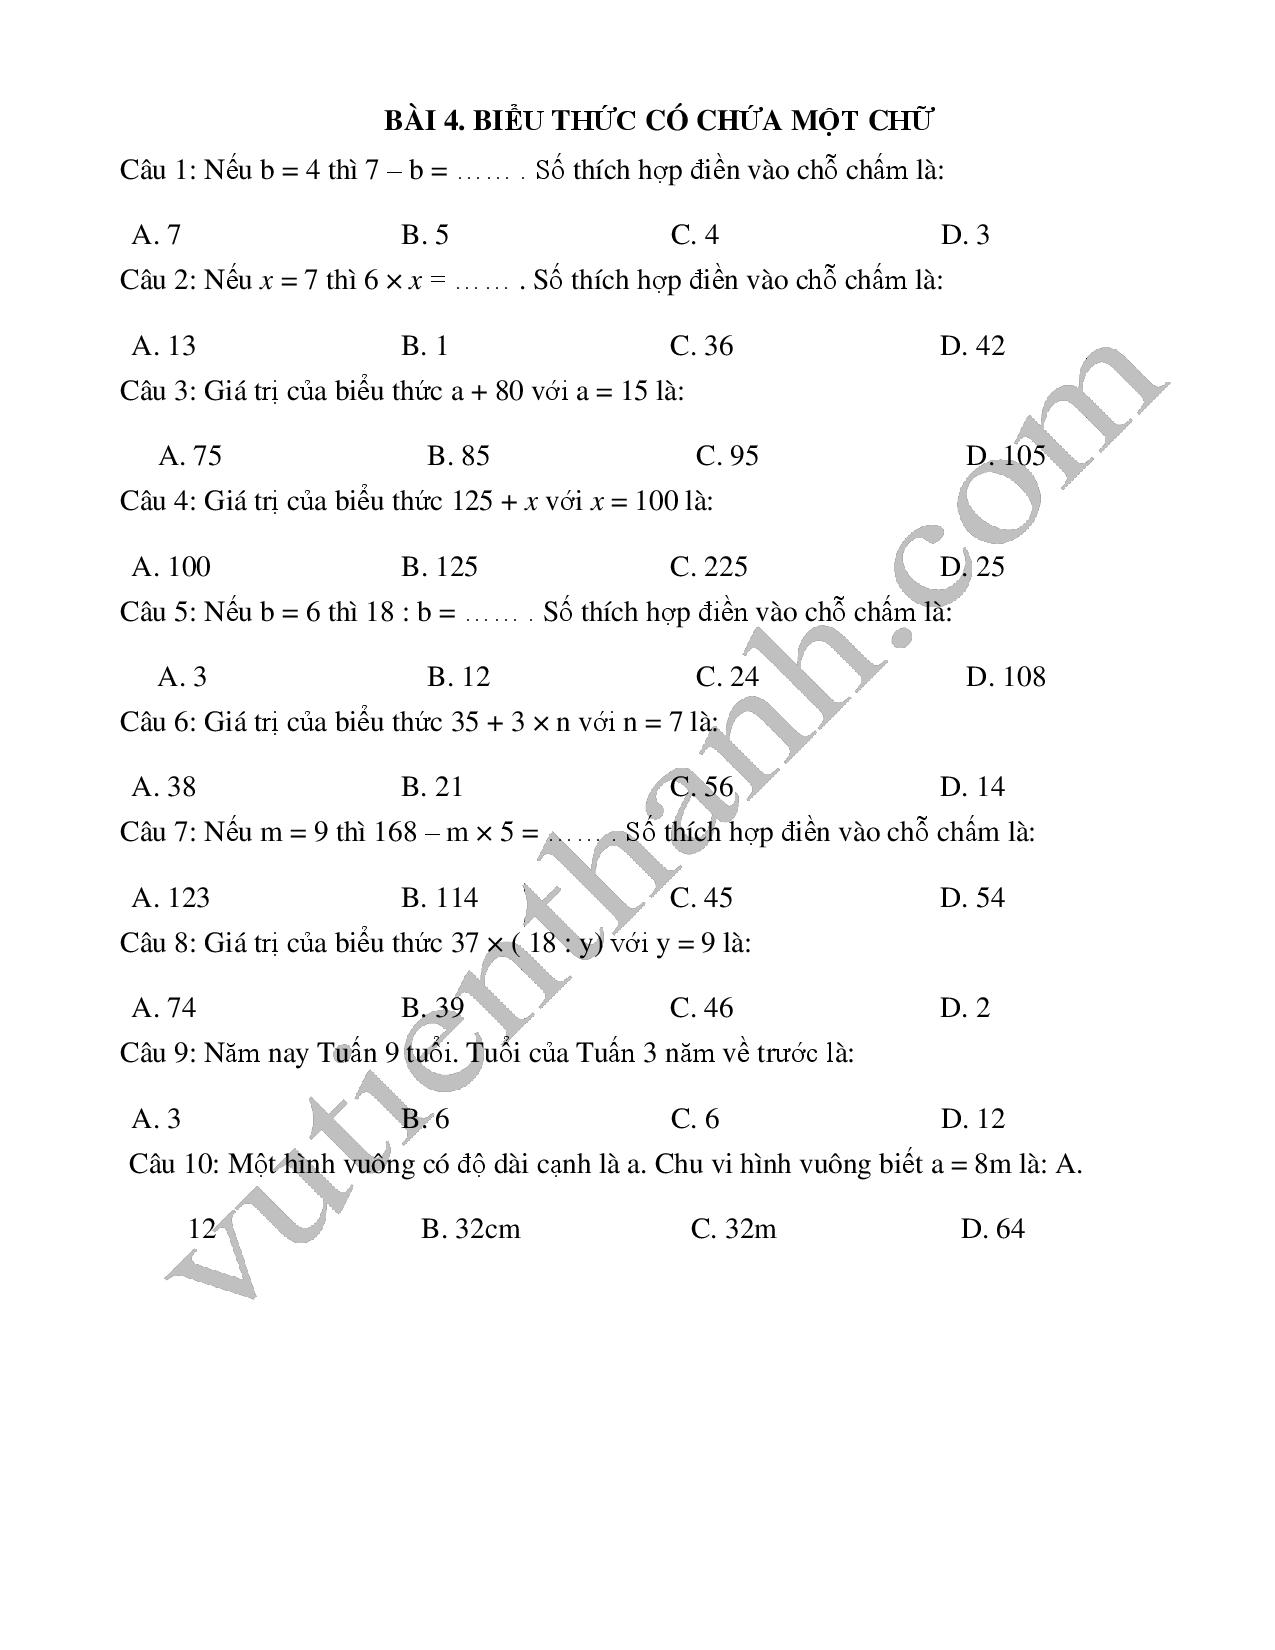 BÀI 4. BIỂU THỨC CÓ CHỨA MỘT CHỮ
Câu 1: Nếu b = 4 thì 7 – b = …… . Số thích hợp điền vào chỗ chấm là:
A. 7 B. 5 C. 4 D. 3
Câu 2: Nếu x = 7 thì 6 × x = …… . Số thích hợp điền vào chỗ chấm là:
A. 13 B. 1 C. 36 D. 42
Câu 3: Giá trị của biểu thức a + 80 với a = 15 là:
A. 75 B. 85 C. 95 D. 105
Câu 4: Giá trị của biểu thức 125 + x với x = 100 là:
A. 100 B. 125 C. 225 D. 25
Câu 5: Nếu b = 6 thì 18 : b = …… . Số thích hợp điền vào chỗ chấm là:
A. 3 B. 12 C. 24 D. 108
Câu 6: Giá trị của biểu thức 35 + 3 × n với n = 7 là:
A. 38 B. 21 C. 56 D. 14
Câu 7: Nếu m = 9 thì 168 – m × 5 = …… . Số thích hợp điền vào chỗ chấm là:
A. 123 B. 114 C. 45 D. 54
Câu 8: Giá trị của biểu thức 37 × ( 18 : y) với y = 9 là:
A. 74 B. 39 C. 46 D. 2
Câu 9: Năm nay Tuấn 9 tuổi. Tuổi của Tuấn 3 năm về trước là:
A. 3 B. 6 C. 6 D. 12
Câu 10: Một hình vuông có độ dài cạnh là a. Chu vi hình vuông biết a = 8m là: A.
12 B. 32cm C. 32m D. 64
vutienthanh.com